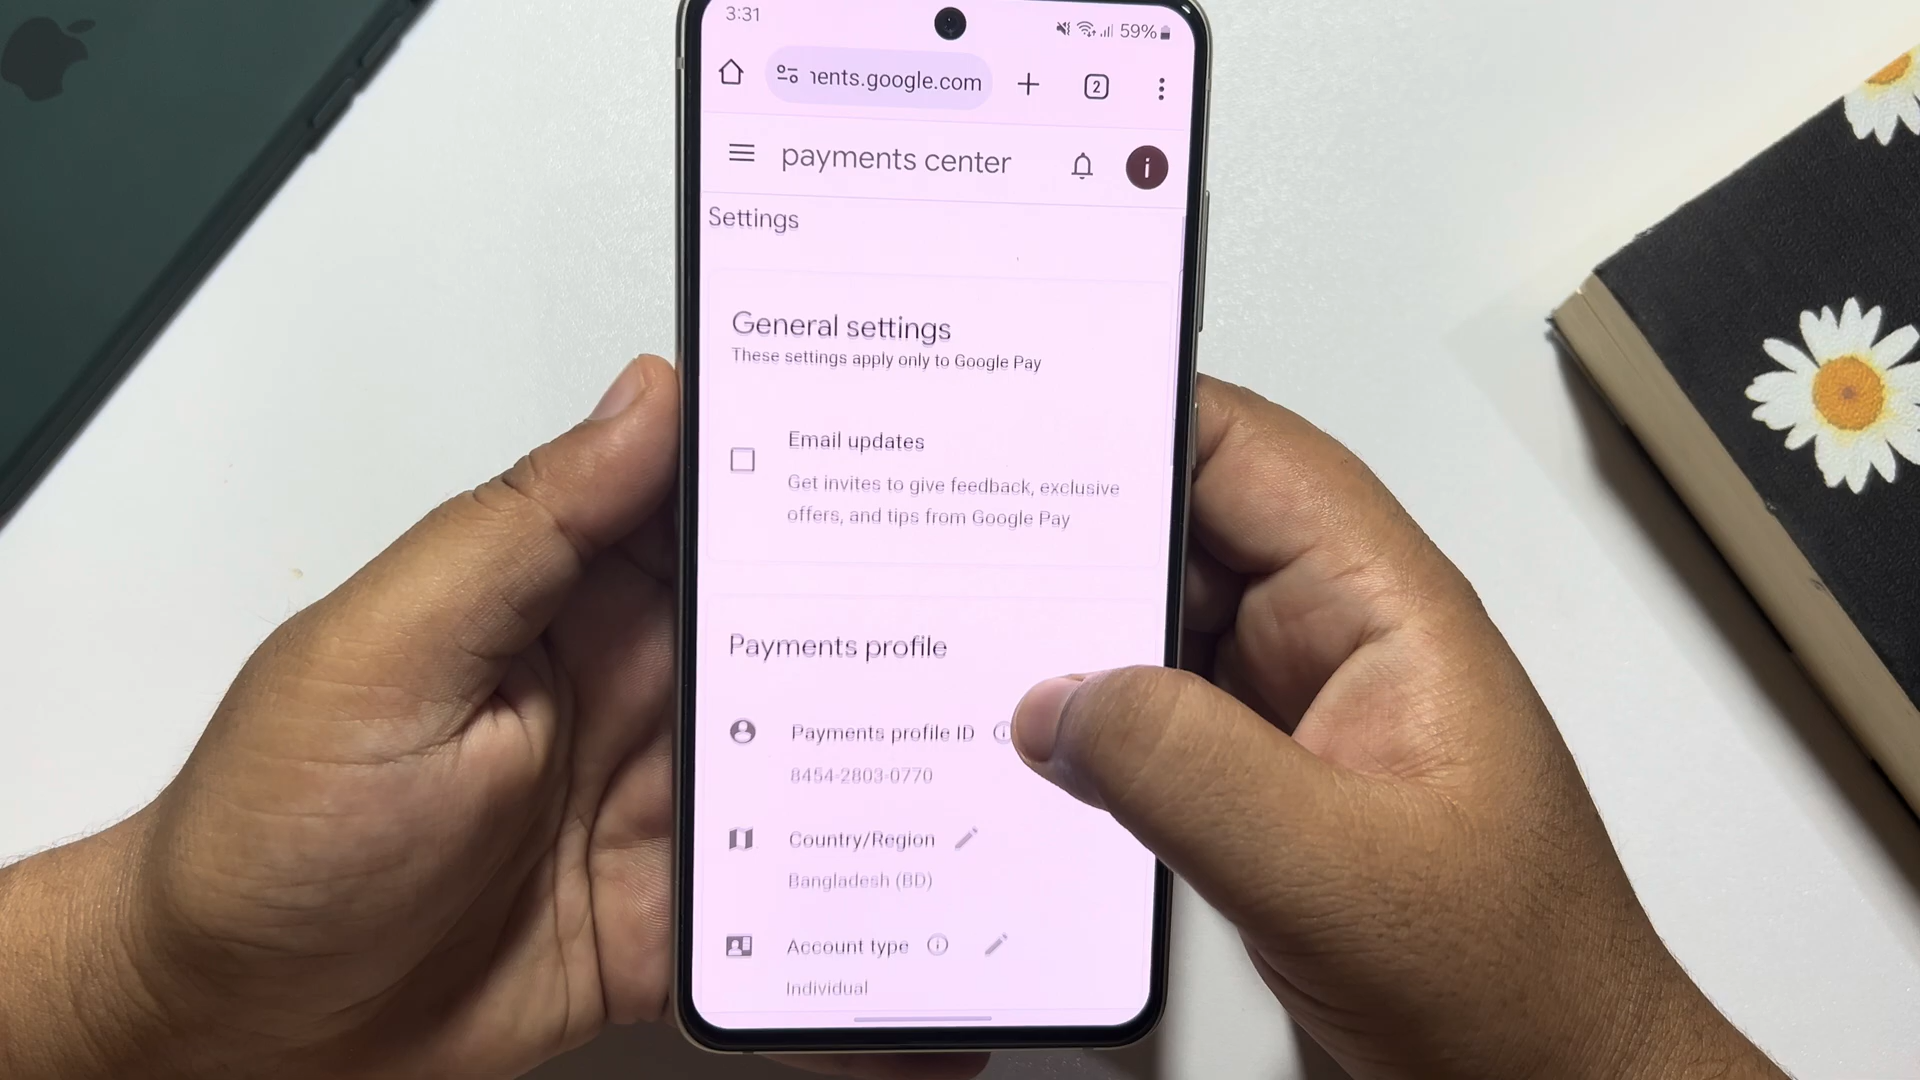 3:31
59%
nents.google.com
2
payments center
i
Settings
General settings
These settings apply only to Google Pay
Email updates
Get invites to give feedback, exclusive
offers, and tips from Google Pay
Payments profile
Payments profile ID
8454-2803-0770
Country/Region
Bangladesh (BD)
Account type
Individual